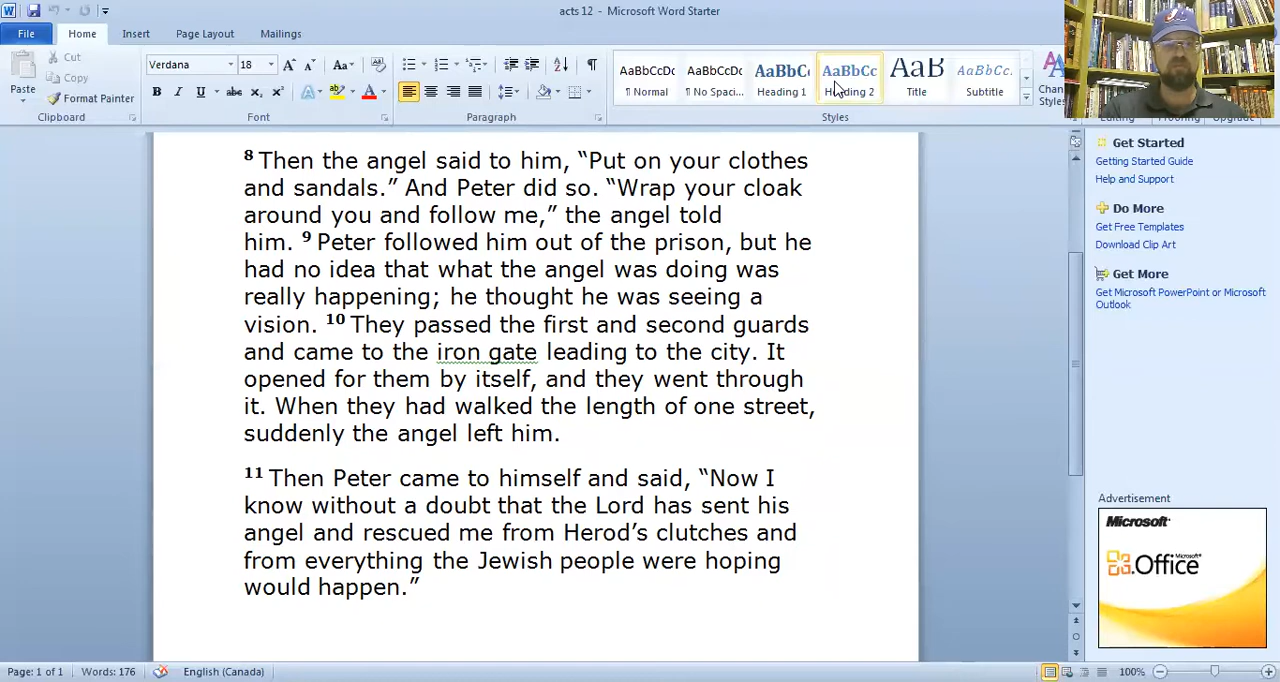 acts 12 - Microsoft Word Starter
File
Home
Insert
Page Layout
Mailings
Paste
Cut
Copy
Format Painter
Clipboard
Verdana
18
Font
Paragraph
AaBbCcDc
¶ Normal
AaBbCcDc
¶ No Spaci...
AaBbC
Heading 1
AaBbCc
Heading 2
AaB
Title
AaBbCc.
Subtitle
Styles
8 Then the angel said to him, “Put on your clothes
and sandals.” And Peter did so. “Wrap your cloak
around you and follow me,” the angel told
him. 9 Peter followed him out of the prison, but he
had no idea that what the angel was doing was
really happening; he thought he was seeing a
vision. 10 They passed the first and second guards
and came to the iron gate leading to the city. It
opened for them by itself, and they went through
it. When they had walked the length of one street,
suddenly the angel left him.
11 Then Peter came to himself and said, “Now I
know without a doubt that the Lord has sent his
angel and rescued me from Herod’s clutches and
from everything the Jewish people were hoping
would happen.”
Get Started
Getting Started Guide
Help and Support
Do More
Get Free Templates
Download Clip Art
Get More
Get Microsoft PowerPoint or Microsoft
Outlook
Advertisement
Microsoft
Office
Page: 1 of 1
Words: 176
English (Canada)
100%